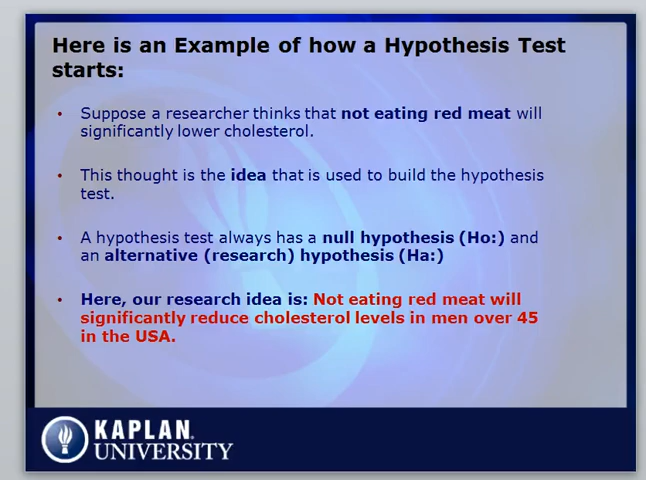 Here is an Example of how a Hypothesis Test
starts:
• Suppose a researcher thinks that not eating red meat will
significantly lower cholesterol.
• This thought is the idea that is used to build the hypothesis
test.
• A hypothesis test always has a null hypothesis (Ho:) and
an alternative (research) hypothesis (Ha:)
• Here, our research idea is: Not eating red meat will
significantly reduce cholesterol levels in men over 45
in the USA.
KAPLAN
UNIVERSITY